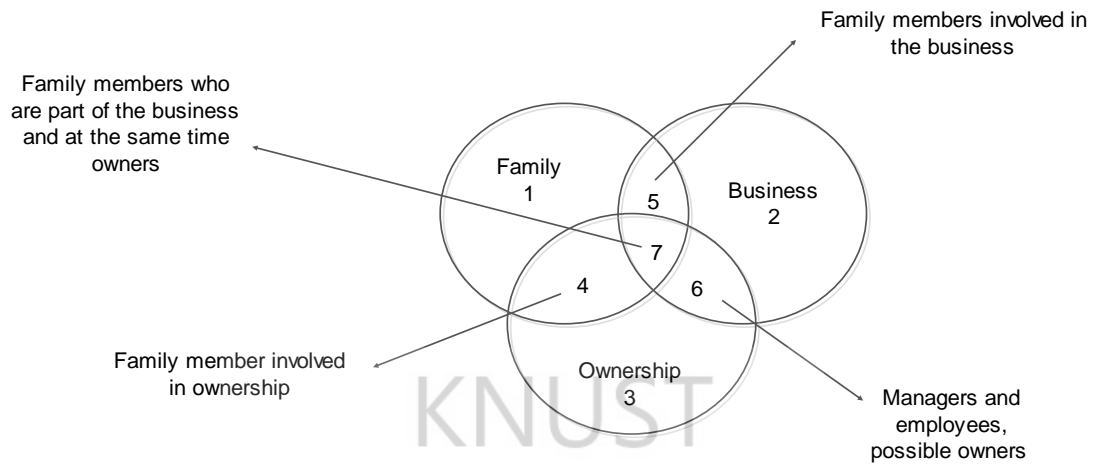 Family members involved in
the business
Family members who
are part of the business
and at the same time
owners
Family
1
5
Business
2
7
4
6
Family member involved
in ownership
Ownership
3
KNUST
Managers and
employees,
possible owners